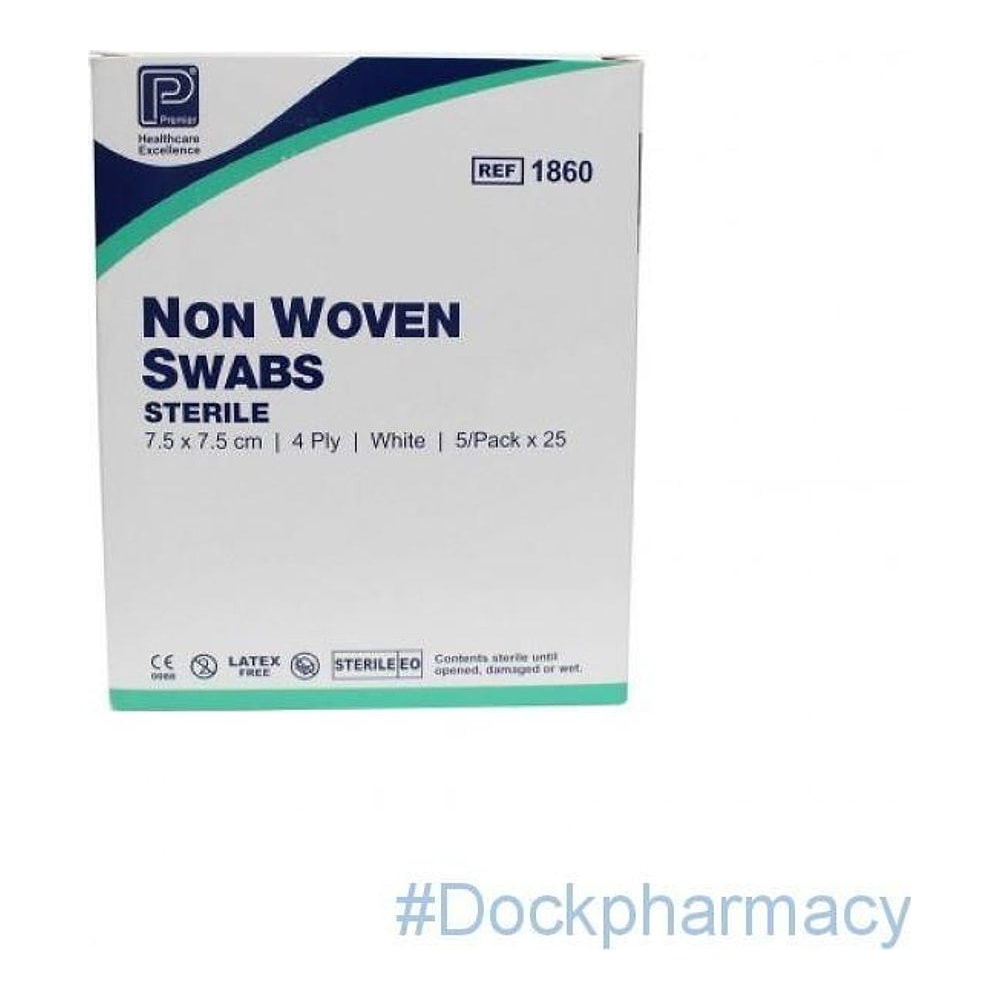 Premier
Healthcare
Excellence
REF 1860
NON WOVEN
SWABS
STERILE
7.5 x 7.5 cm | 4 Ply | White | 5/Pack x 25
CE
LATEX
FREE
STERILE EO
Contents sterile until
opened, damaged or wet.
#Dockpharmacy